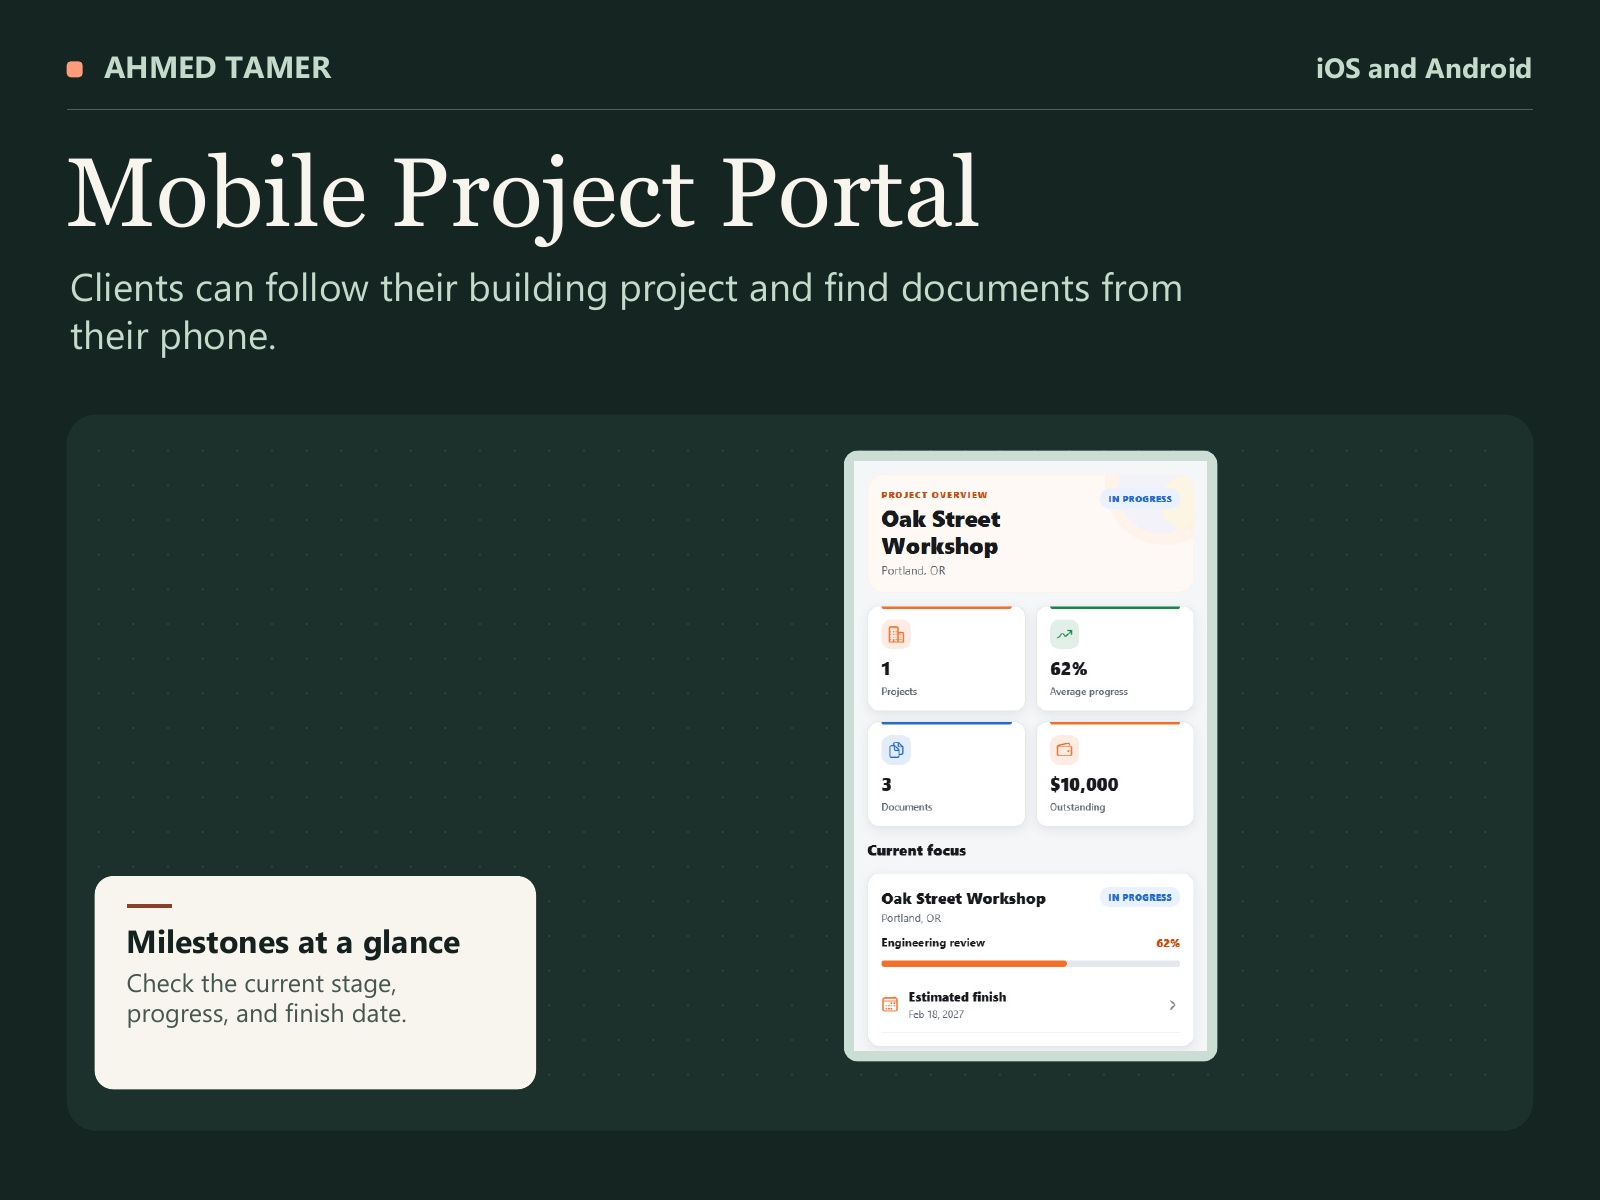 AHMED TAMER
iOS and Android
Mobile Project Portal
Clients can follow their building project and find documents from
their phone.
PROJECT OVERVIEW
IN PROGRESS
Oak Street
Workshop
Portland, OR
1
Projects
62%
Average progress
3
Documents
$10,000
Outstanding
Current focus
Oak Street Workshop
IN PROGRESS
Portland, OR
Engineering review
62%
Estimated finish
Feb 18, 2027
Milestones at a glance
Check the current stage,
progress, and finish date.